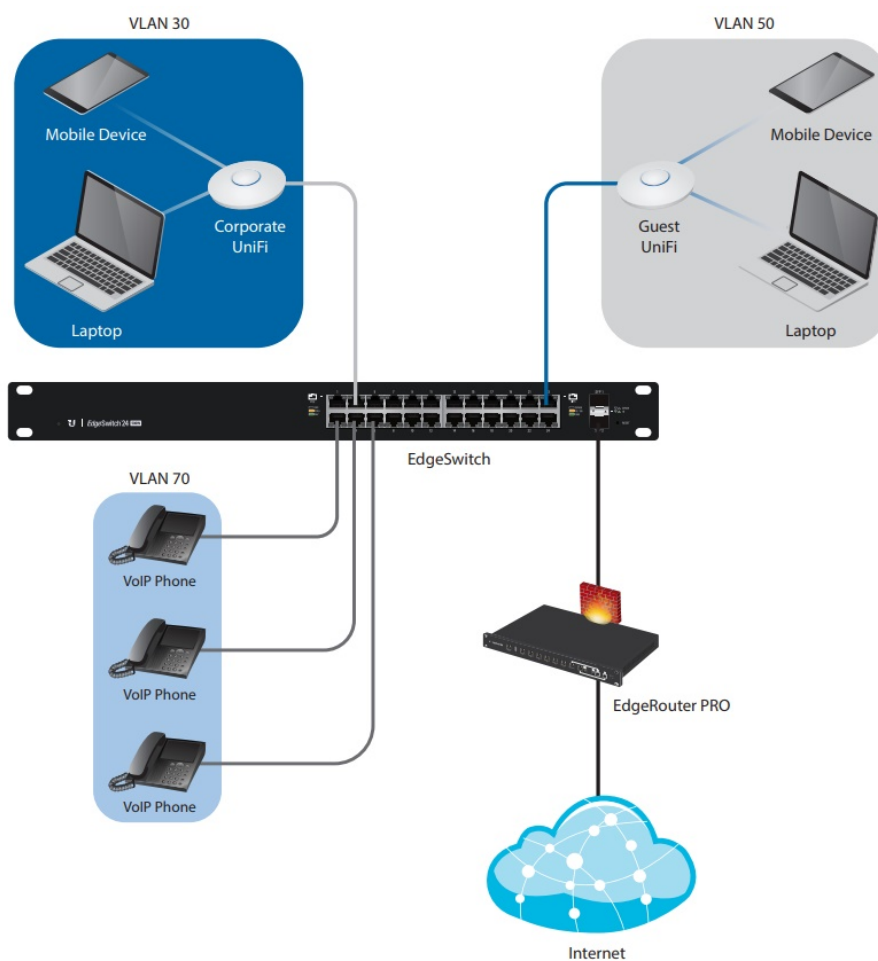 VLAN 30
VLAN 50
Mobile Device
Mobile Device
Corporate
UniFi
Guest
UniFi
Laptop
Laptop
EdgeSwitch 24
EdgeSwitch
VLAN 70
VoIP Phone
VoIP Phone
VoIP Phone
EdgeRouter PRO
Internet